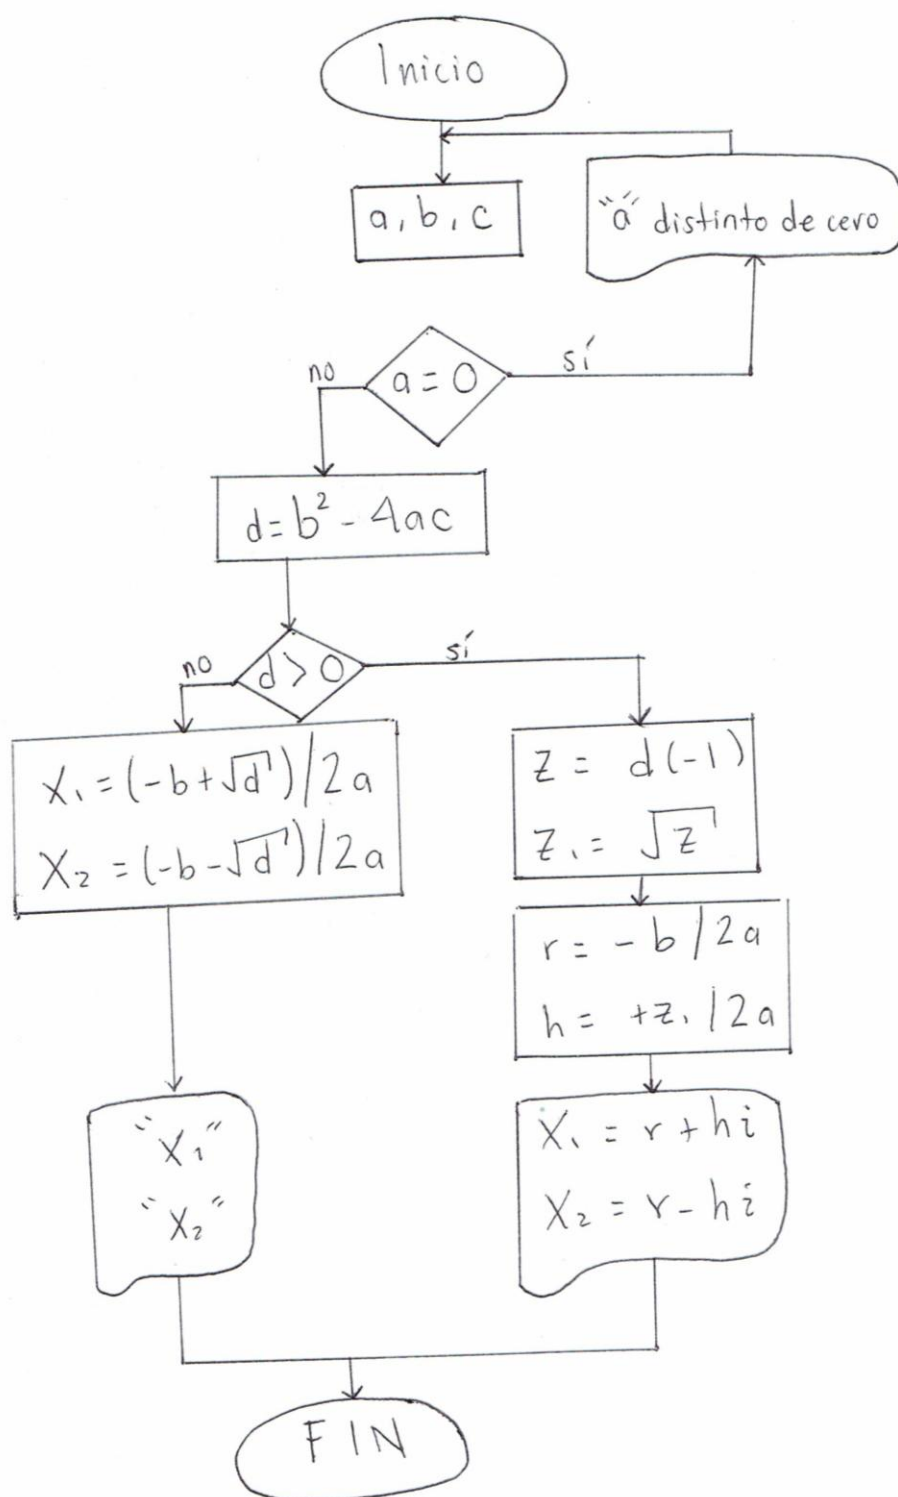 Inicio
a, b, c
"a" distinto de cero
a = 0
no
sí
d = b² - 4ac
d > 0
no
sí
X₁ = (-b + √d) / 2a
X₂ = (-b - √d) / 2a
z = d(-1)
z₁ = √z
r = - b / 2a
h = +z₁ / 2a
"X₁"
"X₂"
X₁ = r + hi
X₂ = r - hi
FIN